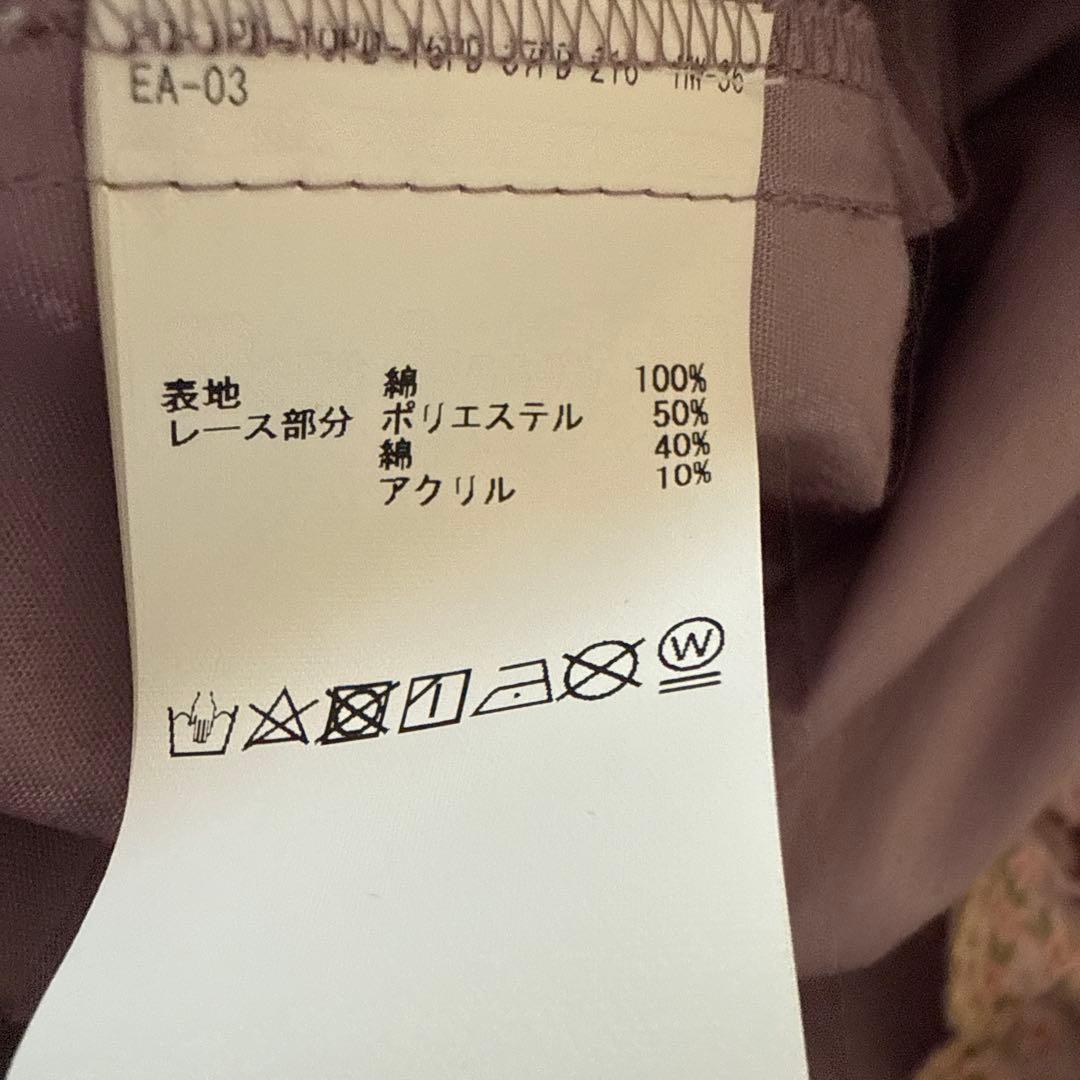 EA-03
表地 綿 100%
レース部分 ポリエステル 50%
綿 40%
アクリル 10%
W